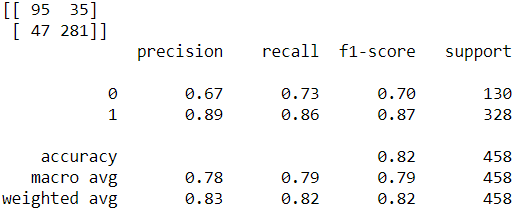 [[ 95 35]
[ 47 281]]
precision recall f1-score support
0 0.67 0.73 0.70 130
1 0.89 0.86 0.87 328
accuracy 0.82 458
macro avg 0.78 0.79 0.79 458
weighted avg 0.83 0.82 0.82 458